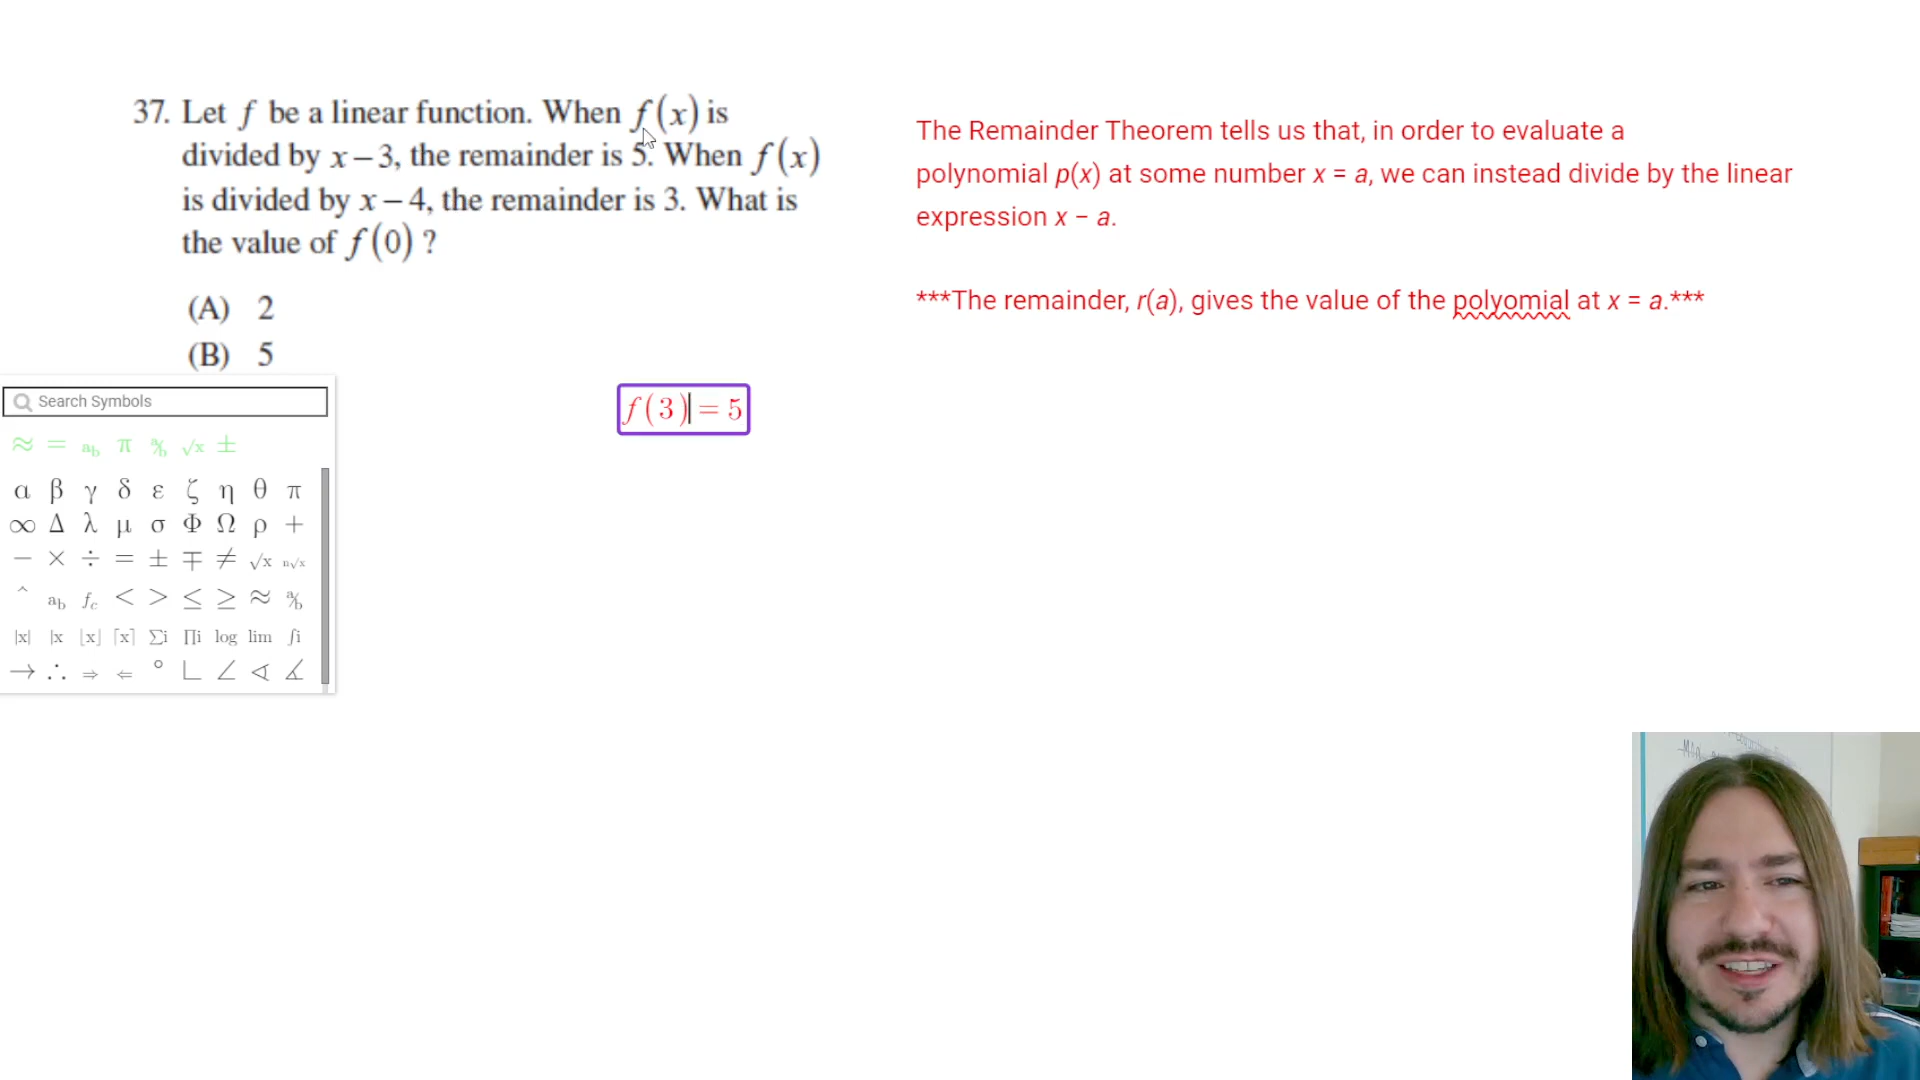 37. Let f be a linear function. When f(x) is
divided by x – 3, the remainder is 5. When f(x)
is divided by x – 4, the remainder is 3. What is
the value of f(0) ?
(A) 2
(B) 5
The Remainder Theorem tells us that, in order to evaluate a
polynomial p(x) at some number x = a, we can instead divide by the linear
expression x − a.
***The remainder, r(a), gives the value of the polyomial at x = a.***
f(3) = 5
Search Symbols
≈ = a_b π a/b √x ±
α β γ δ ε ζ η θ π
∞ Δ λ μ σ Φ Ω ρ +
− × ÷ = ± ∓ ≠ √x n√x
^ a_b f_c < > ≤ ≥ ≈ a/b
|x| |x ⌊x⌋ ⌈x⌉ ∑i ∏i log lim ∫i
→ ∴ ⇒ ⇐ ° ∟ ∠ ∢ ∡